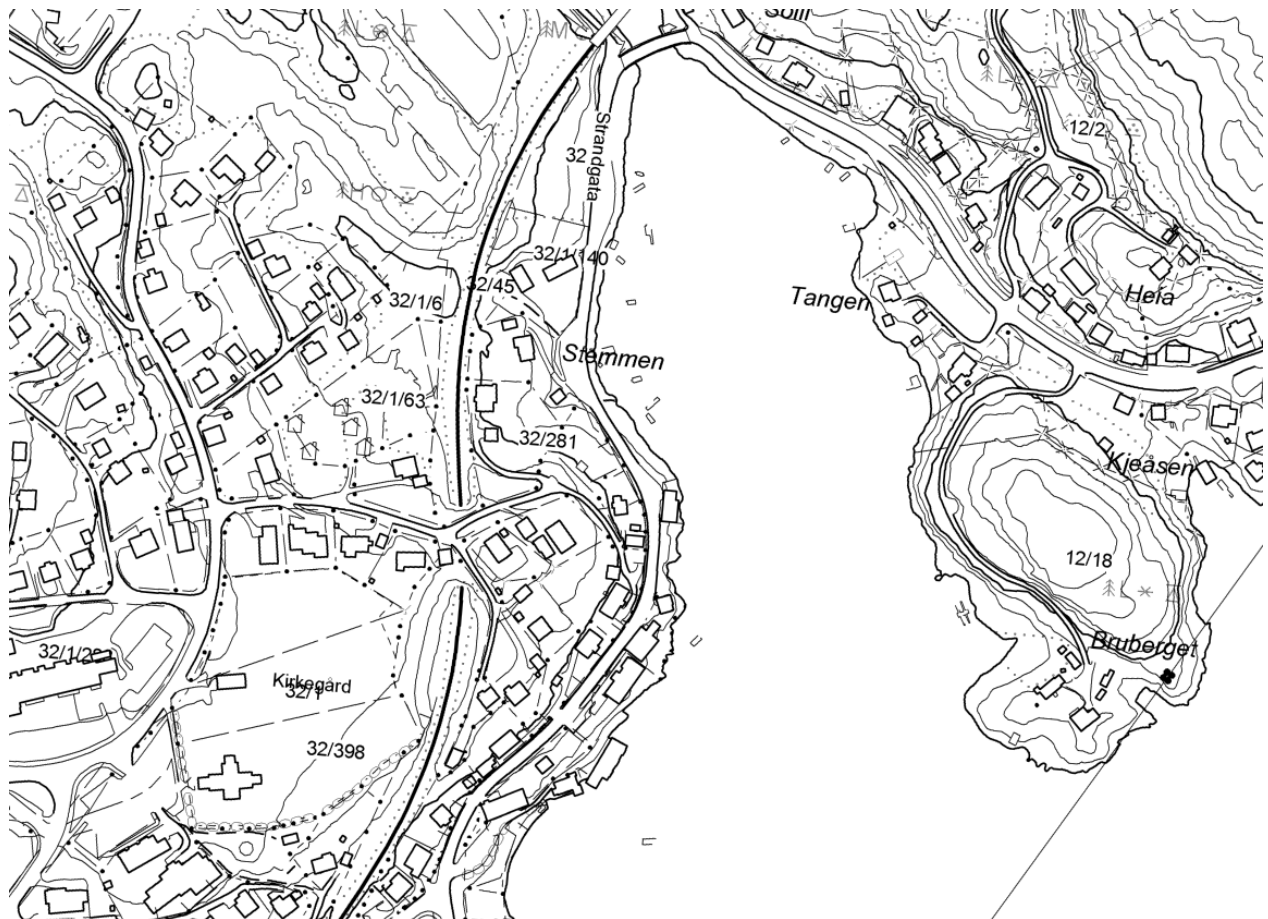 Solli
L
M
L
12/2
Strandgata
32
H
32/1/140
32/45
32/1/6
Tangen
Heia
Stemmen
32/1/63
32/281
Kjeåsen
12/18
L
Bruberget
Kirkegård
32/1
32/398